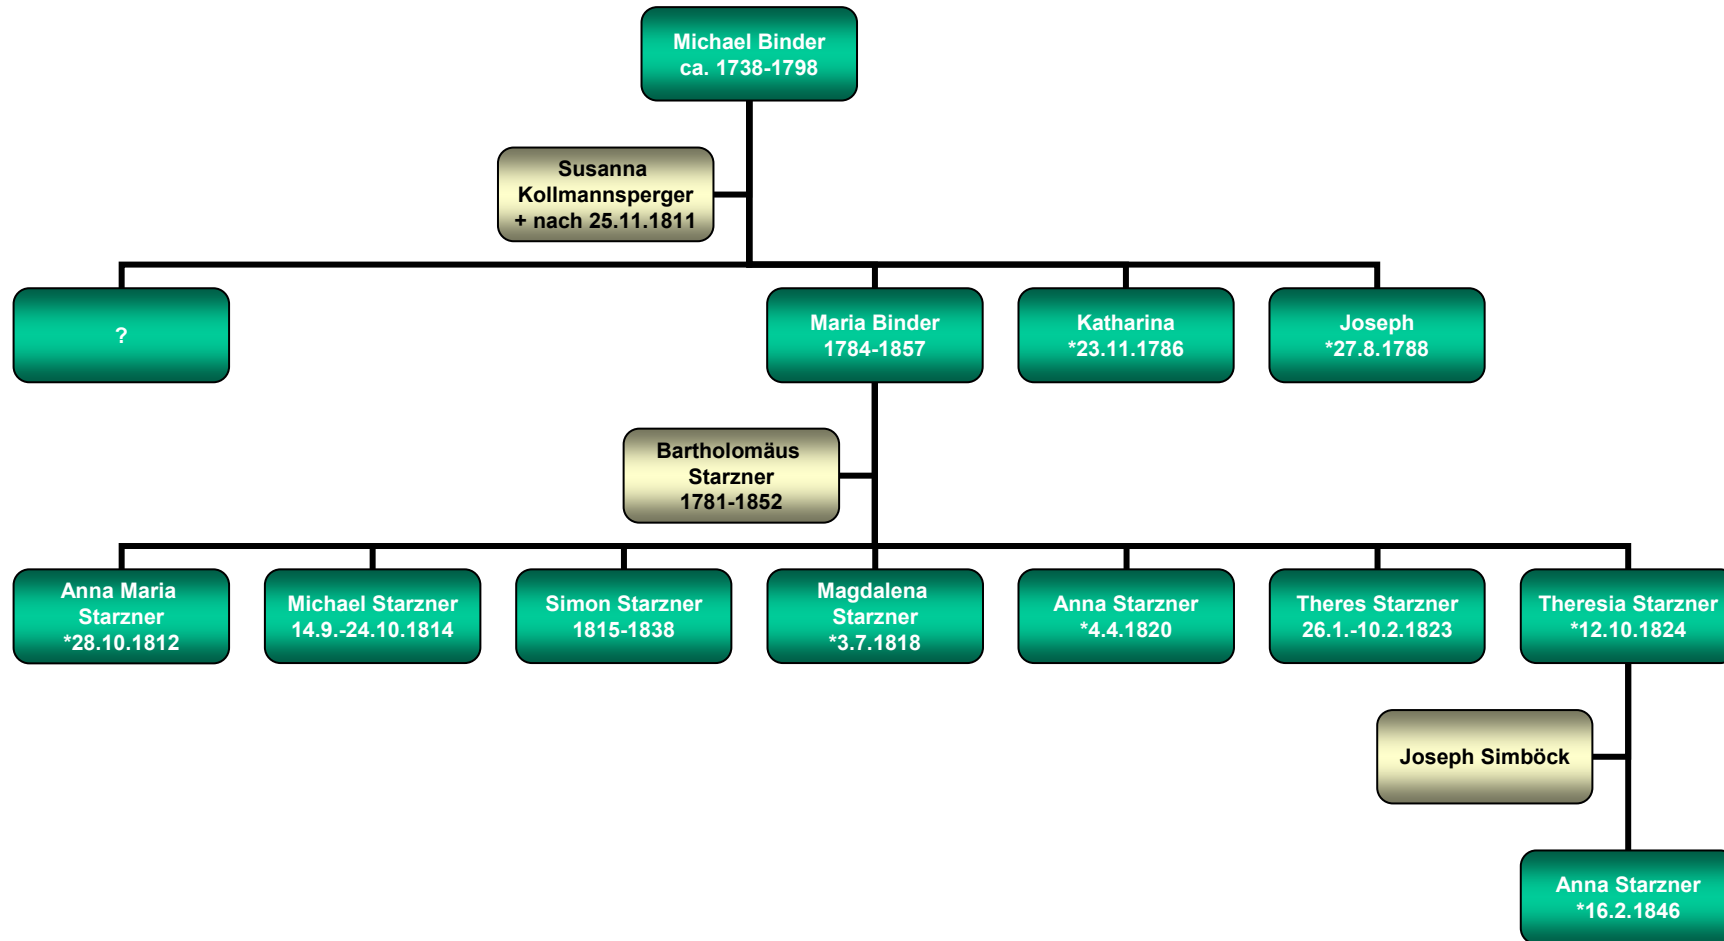 Michael Binder
ca. 1738-1798
Susanna
Kollmannsperger
+ nach 25.11.1811
?
Maria Binder
1784-1857
Katharina
*23.11.1786
Joseph
*27.8.1788
Bartholomäus
Starzner
1781-1852
Anna Maria
Starzner
*28.10.1812
Michael Starzner
14.9.-24.10.1814
Simon Starzner
1815-1838
Magdalena
Starzner
*3.7.1818
Anna Starzner
*4.4.1820
Theres Starzner
26.1.-10.2.1823
Theresia Starzner
*12.10.1824
Joseph Simböck
Anna Starzner
*16.2.1846